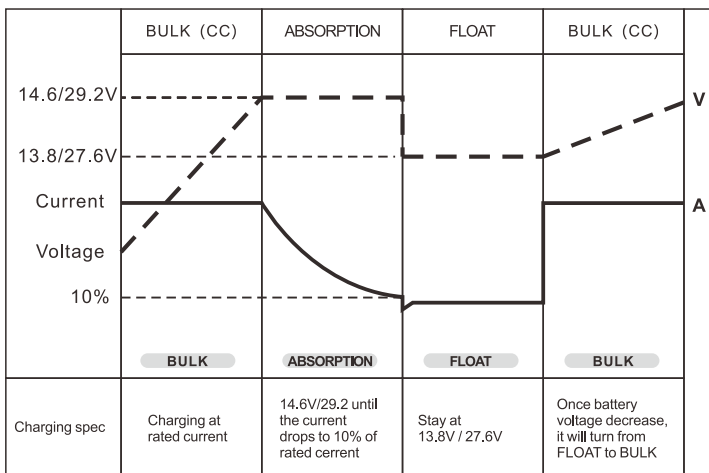 BULK (CC)
ABSORPTION
FLOAT
BULK (CC)
14.6/29.2V
V
13.8/27.6V
Current
A
Voltage
10%
BULK
ABSORPTION
FLOAT
BULK
Charging spec
Charging at
rated current
14.6V/29.2 until
the current
drops to 10% of
rated cerrent
Stay at
13.8V / 27.6V
Once battery
voltage decrease,
it will turn from
FLOAT to BULK